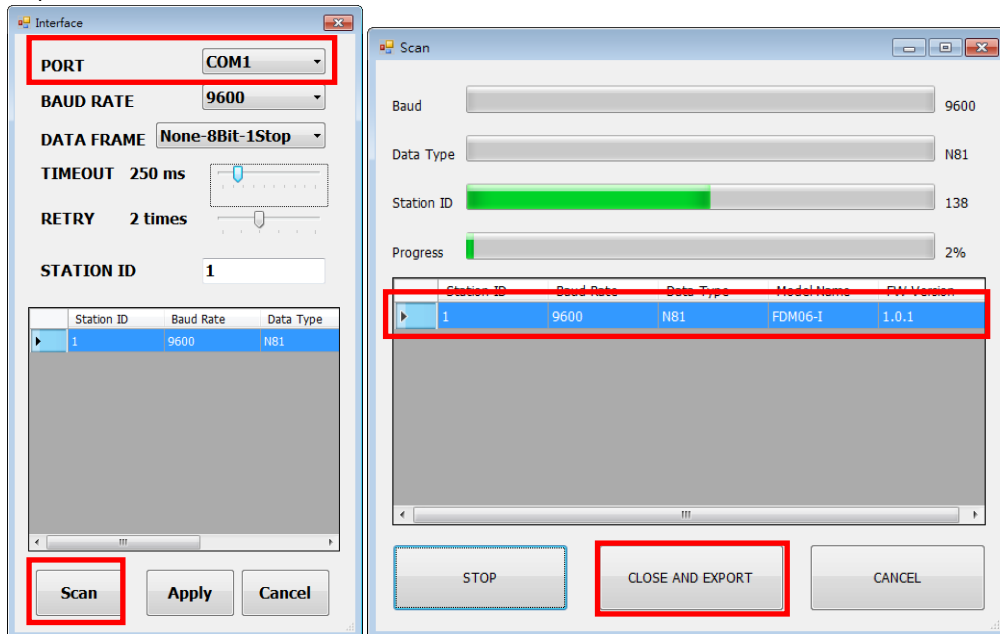 Interface
PORT COM1
BAUD RATE 9600
DATA FRAME None-8Bit-1Stop
TIMEOUT 250 ms
RETRY 2 times
STATION ID 1
Station ID Baud Rate Data Type
1 9600 N81
Scan Apply Cancel
Scan
Baud 9600
Data Type N81
Station ID 138
Progress 2%
Station ID Baud Rate Data Type Model Name FW Version
1 9600 N81 FDM06-I 1.0.1
STOP CLOSE AND EXPORT CANCEL